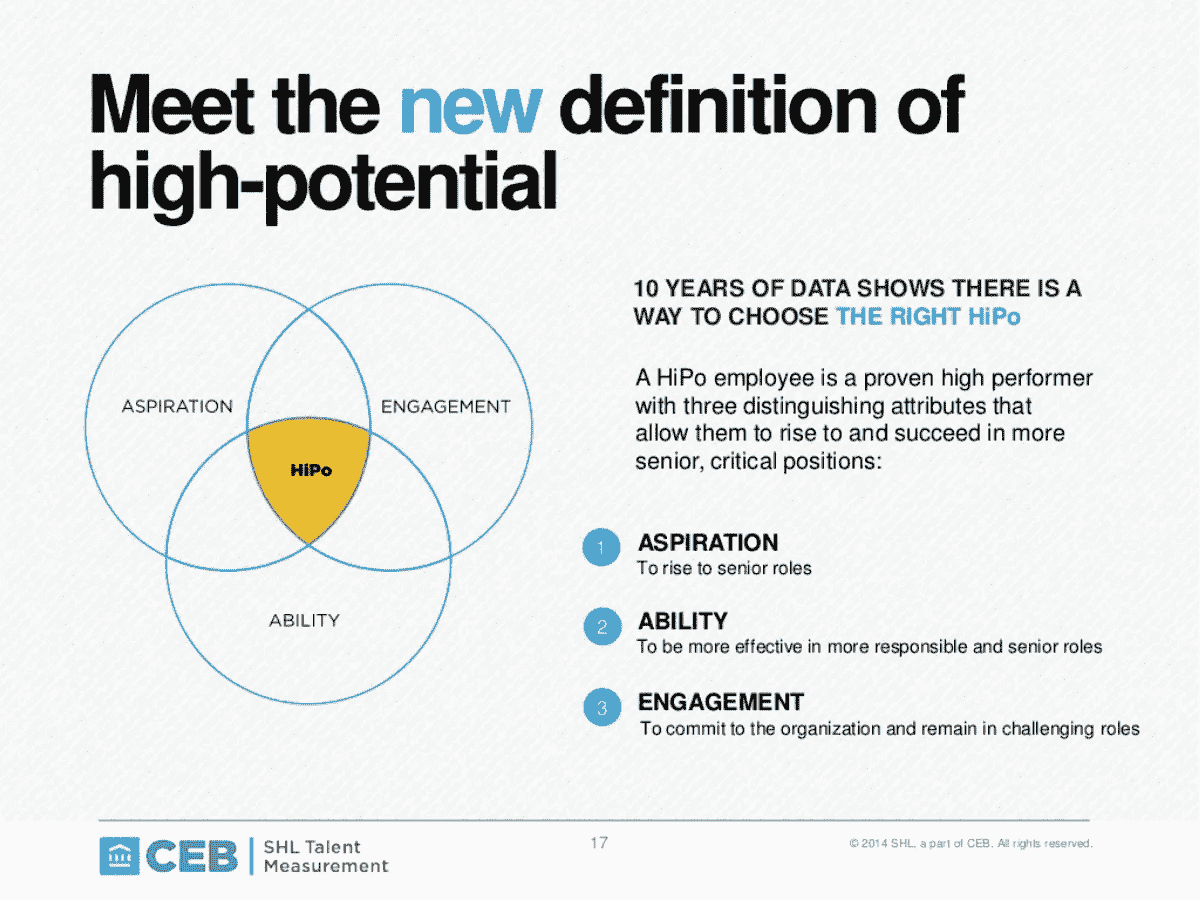 Meet the new definition of
high-potential
ASPIRATION
ENGAGEMENT
HiPo
ABILITY
10 YEARS OF DATA SHOWS THERE IS A
WAY TO CHOOSE THE RIGHT HiPo
A HiPo employee is a proven high performer
with three distinguishing attributes that
allow them to rise to and succeed in more
senior, critical positions:
1 ASPIRATION
To rise to senior roles
2 ABILITY
To be more effective in more responsible and senior roles
3 ENGAGEMENT
To commit to the organization and remain in challenging roles
CEB SHL Talent
Measurement
17
© 2014 SHL, a part of CEB. All rights reserved.